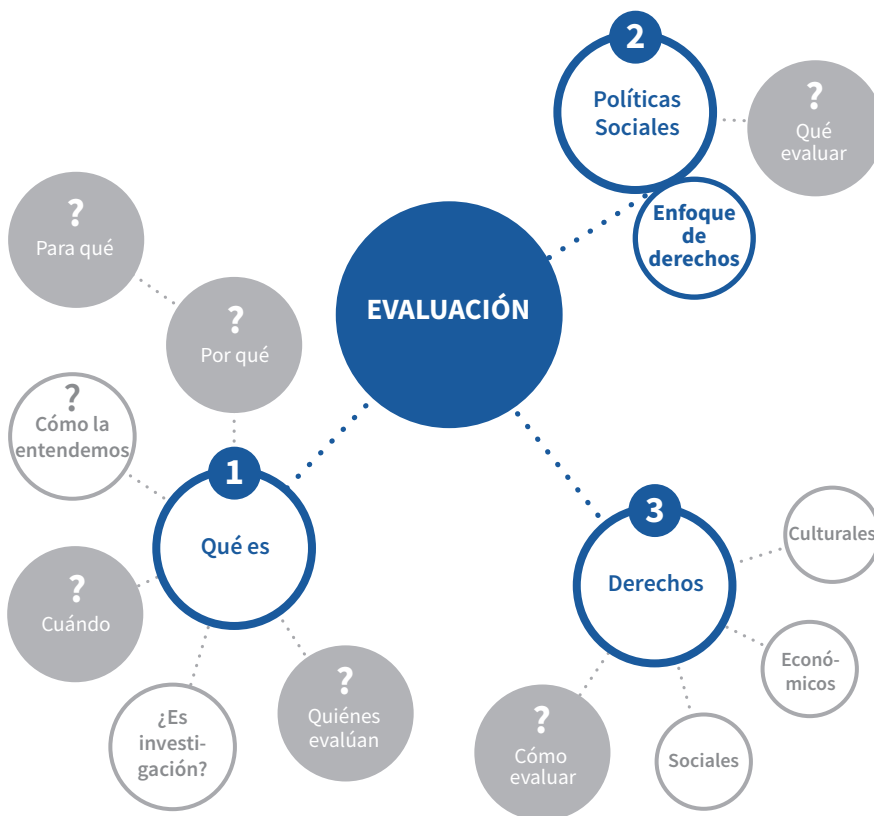 EVALUACIÓN
1
Qué es
?
Por qué
?
Para qué
?
Cómo la
entendemos
?
Cuándo
¿Es
investi-
gación?
?
Quiénes
evalúan
2
Políticas
Sociales
Enfoque
de
derechos
?
Qué
evaluar
3
Derechos
Culturales
Econó-
micos
Sociales
?
Cómo
evaluar